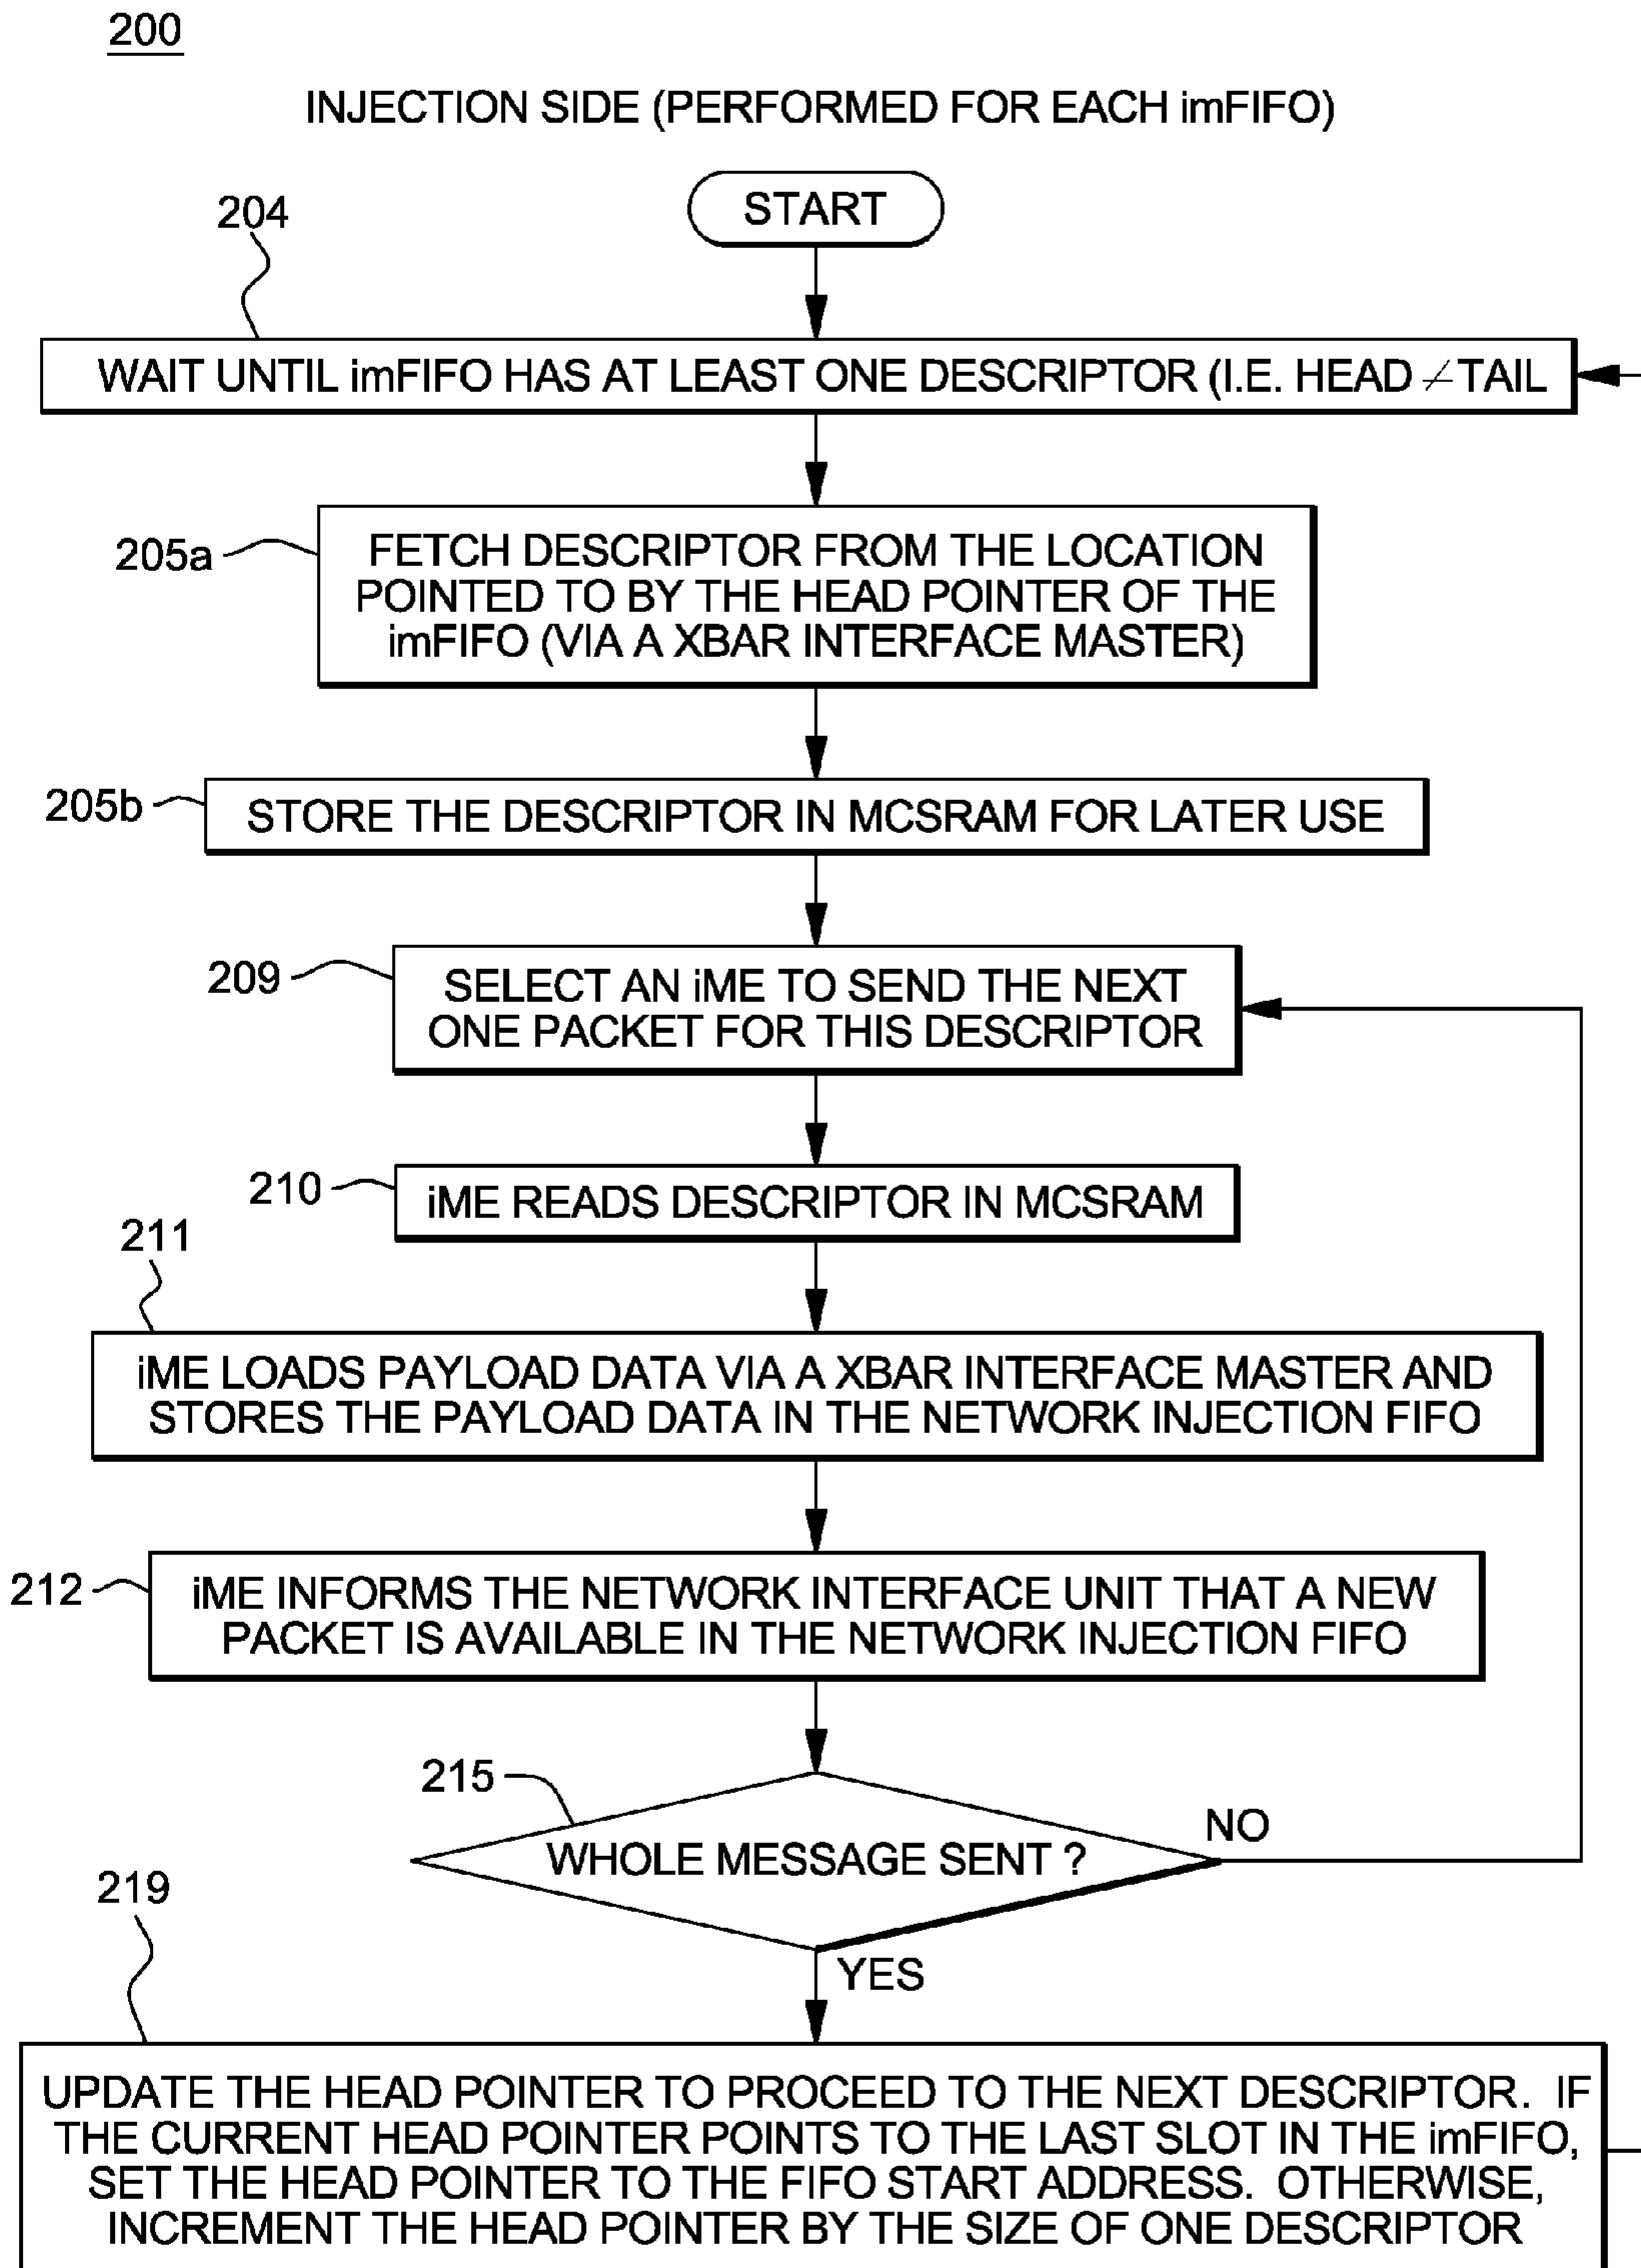 200
INJECTION SIDE (PERFORMED FOR EACH imFIFO)
START
204
WAIT UNTIL imFIFO HAS AT LEAST ONE DESCRIPTOR (I.E. HEAD ≠ TAIL
205a
FETCH DESCRIPTOR FROM THE LOCATION
POINTED TO BY THE HEAD POINTER OF THE
imFIFO (VIA A XBAR INTERFACE MASTER)
205b
STORE THE DESCRIPTOR IN MCSRAM FOR LATER USE
209
SELECT AN iME TO SEND THE NEXT
ONE PACKET FOR THIS DESCRIPTOR
210
iME READS DESCRIPTOR IN MCSRAM
211
iME LOADS PAYLOAD DATA VIA A XBAR INTERFACE MASTER AND
STORES THE PAYLOAD DATA IN THE NETWORK INJECTION FIFO
212
iME INFORMS THE NETWORK INTERFACE UNIT THAT A NEW
PACKET IS AVAILABLE IN THE NETWORK INJECTION FIFO
215
WHOLE MESSAGE SENT ?
NO
YES
219
UPDATE THE HEAD POINTER TO PROCEED TO THE NEXT DESCRIPTOR. IF
THE CURRENT HEAD POINTER POINTS TO THE LAST SLOT IN THE imFIFO,
SET THE HEAD POINTER TO THE FIFO START ADDRESS. OTHERWISE,
INCREMENT THE HEAD POINTER BY THE SIZE OF ONE DESCRIPTOR